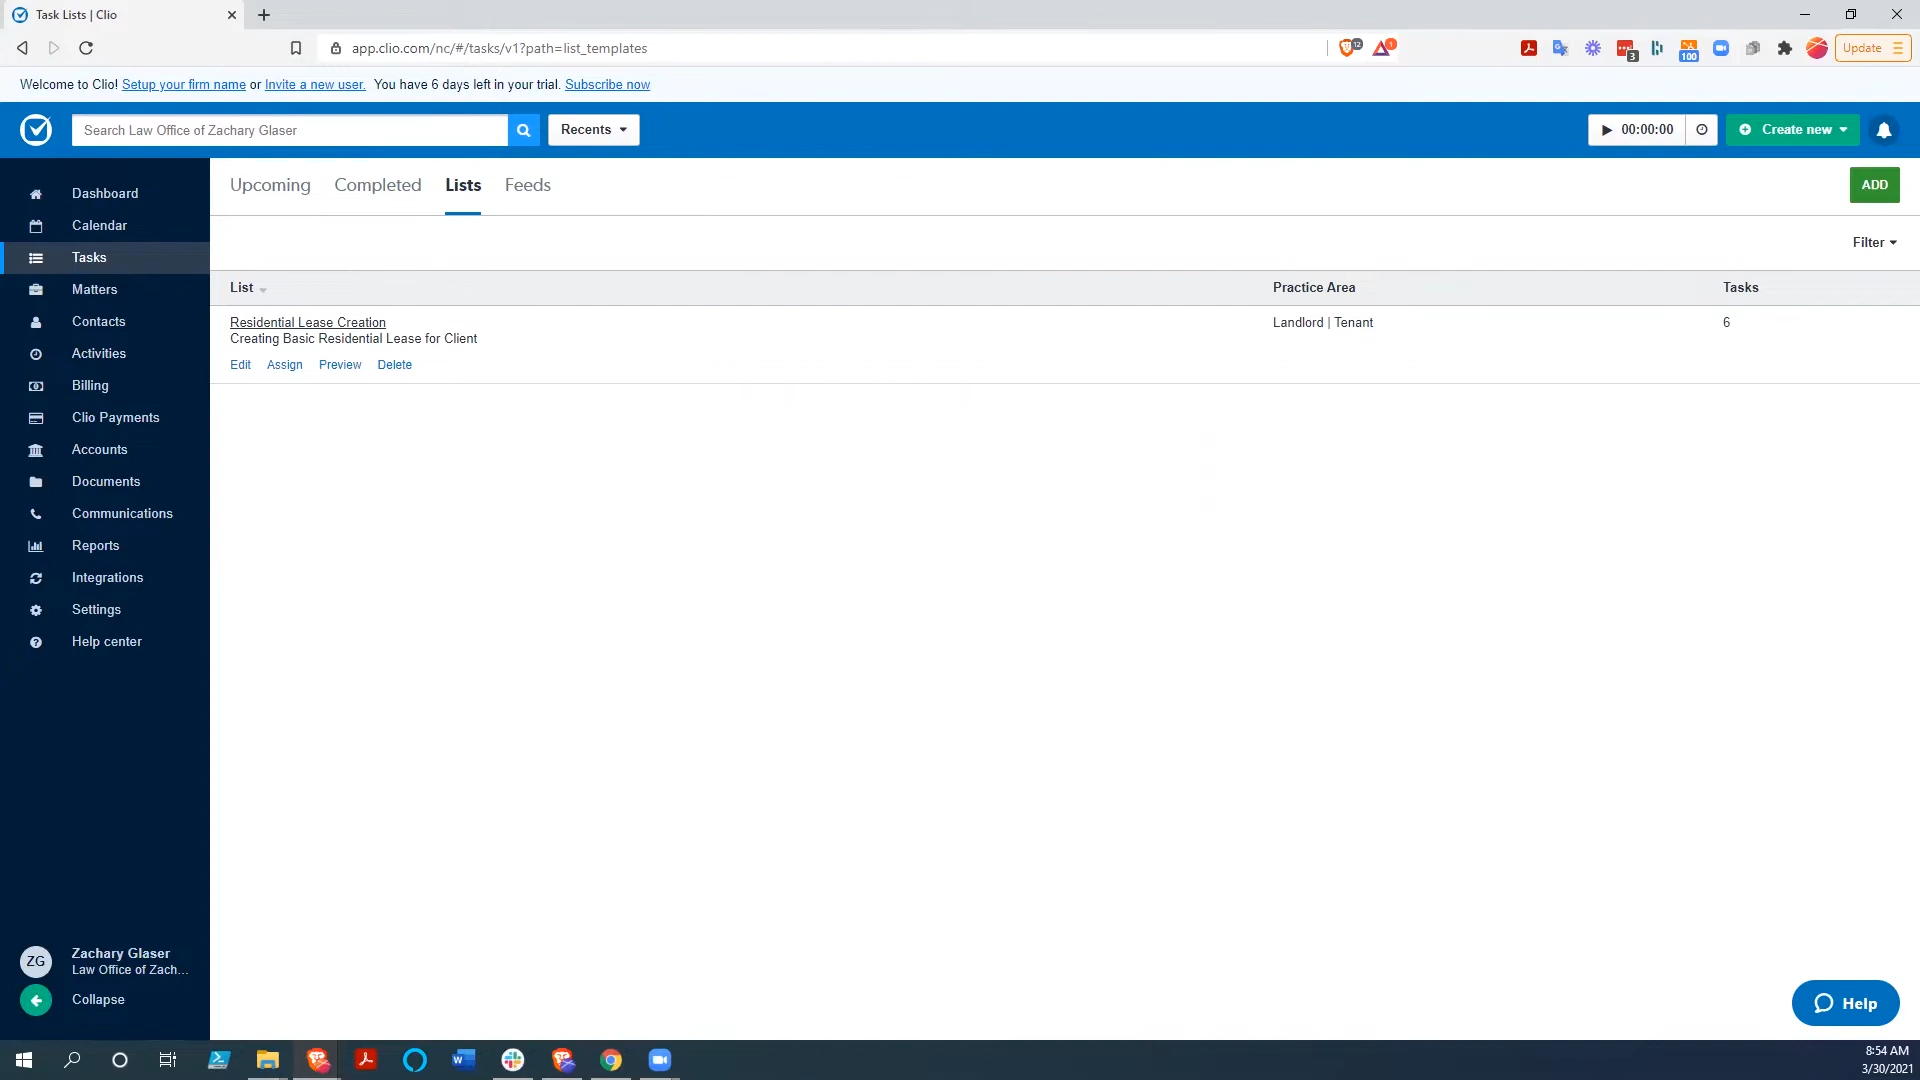 Task Lists | Clio
app.clio.com/nc/#/tasks/v1?path=list_templates
12
1
3
100
Update
Welcome to Clio! Setup your firm name or Invite a new user. You have 6 days left in your trial. Subscribe now
Search Law Office of Zachary Glaser
Recents
00:00:00
Create new
Dashboard
Calendar
Tasks
Matters
Contacts
Activities
Billing
Clio Payments
Accounts
Documents
Communications
Reports
Integrations
Settings
Help center
Upcoming Completed Lists Feeds
ADD
Filter
List Practice Area Tasks
Residential Lease Creation Landlord | Tenant 6
Creating Basic Residential Lease for Client
Edit Assign Preview Delete
ZG
Zachary Glaser
Law Office of Zach...
Collapse
Help
8:54 AM
3/30/2021